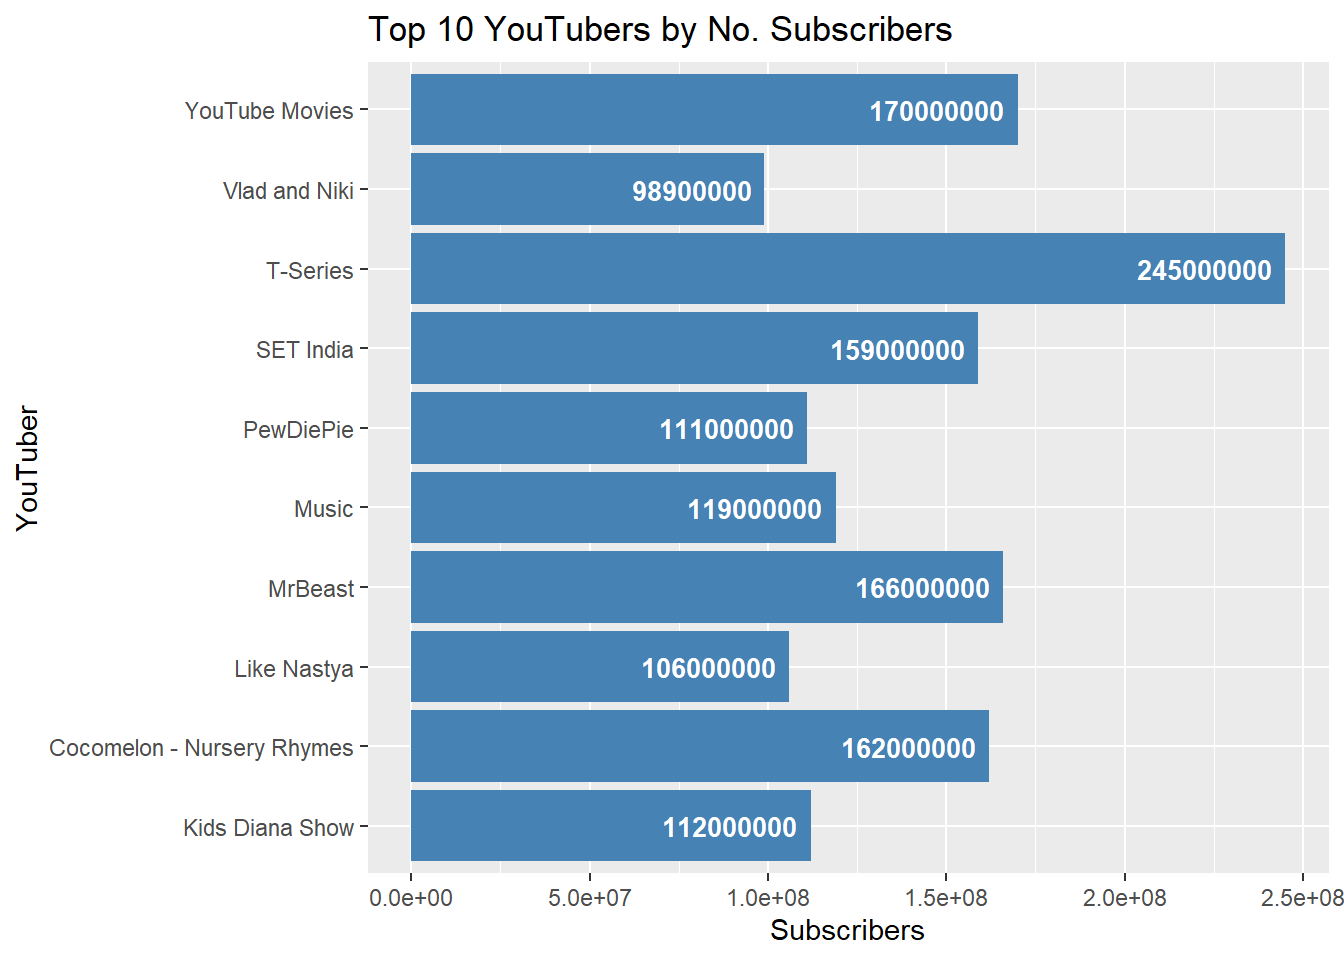 Top 10 YouTubers by No. Subscribers
YouTuber
YouTube Movies 170000000
Vlad and Niki 98900000
T-Series 245000000
SET India 159000000
PewDiePie 111000000
Music 119000000
MrBeast 166000000
Like Nastya 106000000
Cocomelon - Nursery Rhymes 162000000
Kids Diana Show 112000000
0.0e+00 5.0e+07 1.0e+08 1.5e+08 2.0e+08 2.5e+08
Subscribers